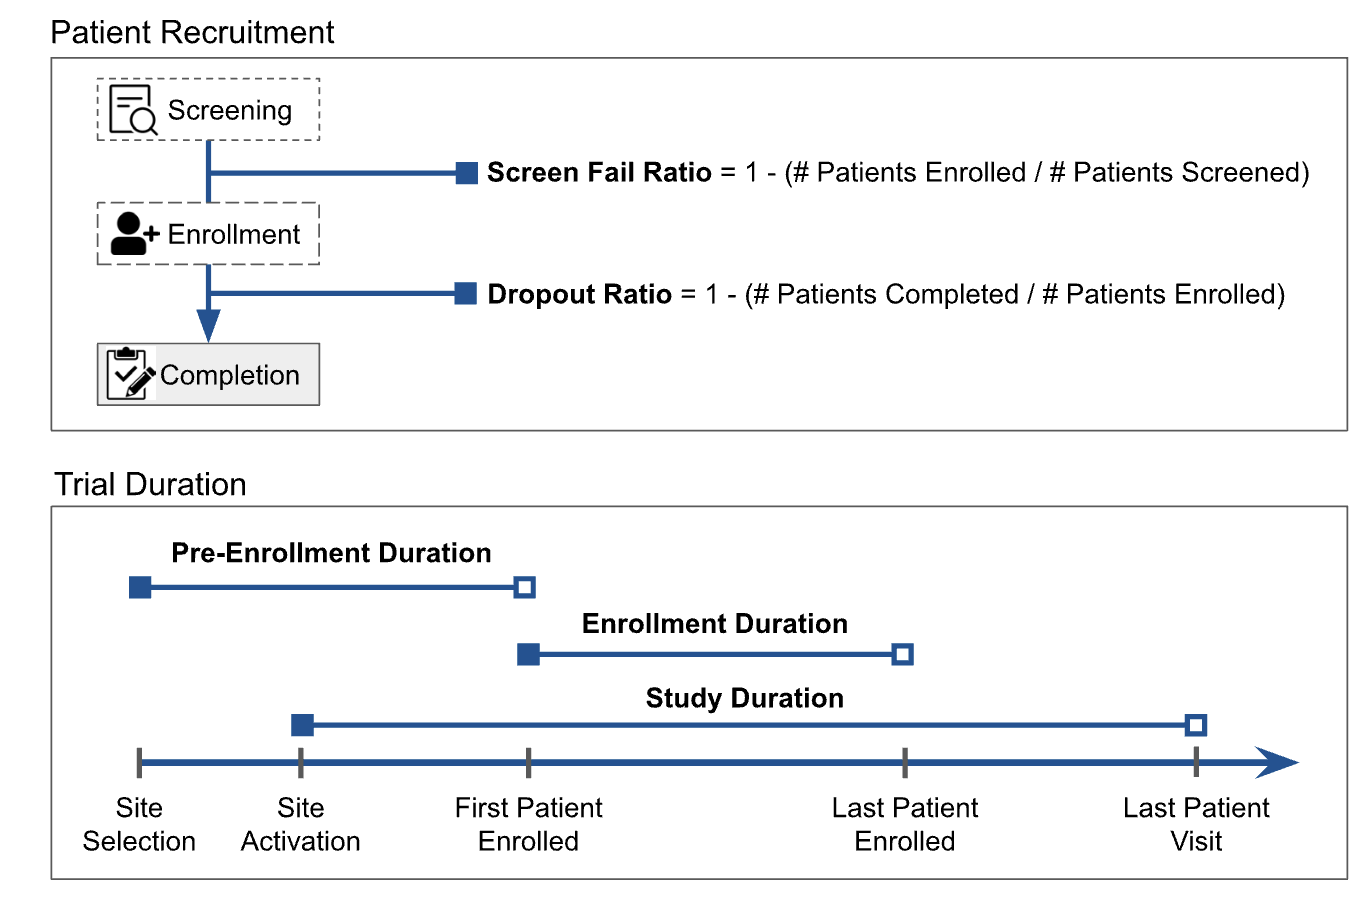 Patient Recruitment
Screening
Screen Fail Ratio = 1 - (# Patients Enrolled / # Patients Screened)
Enrollment
Dropout Ratio = 1 - (# Patients Completed / # Patients Enrolled)
Completion
Trial Duration
Pre-Enrollment Duration
Enrollment Duration
Study Duration
Site
Selection
Site
Activation
First Patient
Enrolled
Last Patient
Enrolled
Last Patient
Visit